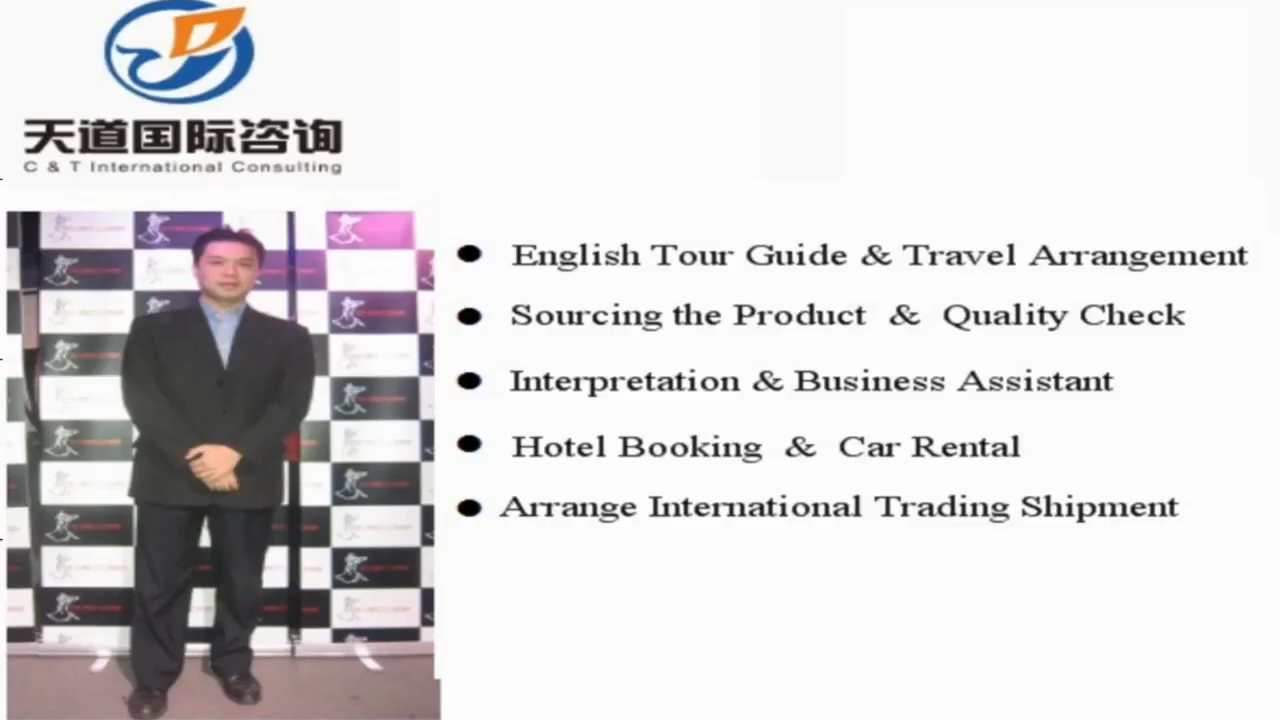 天道国际咨询
C & T International Consulting
● English Tour Guide & Travel Arrangement
● Sourcing the Product & Quality Check
● Interpretation & Business Assistant
● Hotel Booking & Car Rental
● Arrange International Trading Shipment